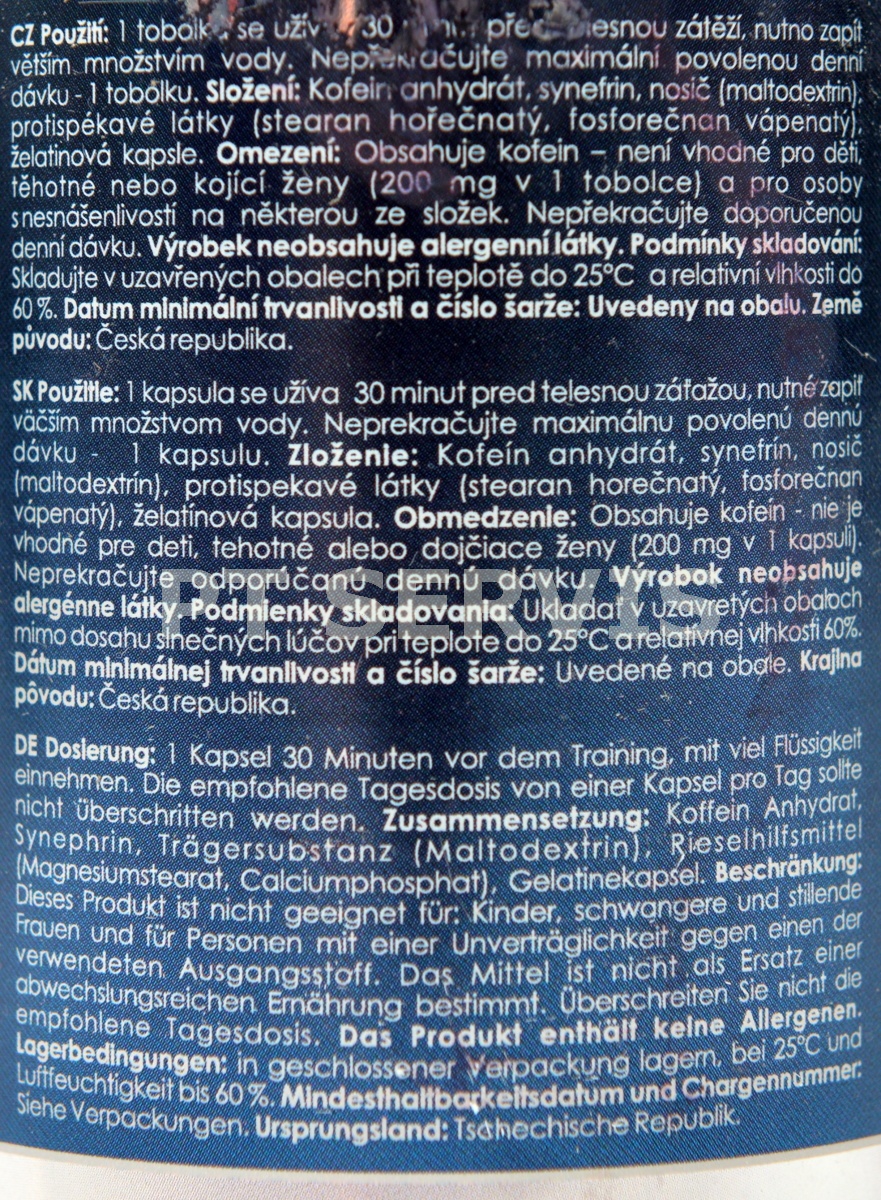 CZ Použití: 1 tobolka se 30 tělesnou zátěží, nutno zapít
větším množstvím vody. Nepřekračujte maximální povolenou denní
dávku - 1 tobolku. Složení: Kofein anhydrát, synefrin, nosič (maltodextrin),
protispékavé látky (stearan hořečnatý, fosforečnan vápenatý),
želatinová kapsle. Omezení: Obsahuje kofein – není vhodné pro děti,
těhotné nebo kojící ženy (200 mg v 1 tobolce) a pro osoby
s nesnášenlivostí na některou ze složek. Nepřekračujte doporučenou
denní dávku. Výrobek neobsahuje alergenní látky. Podmínky skladování:
Skladujte v uzavřených obalech při teplotě do 25°C a relativní vlhkosti do
60 %. Datum minimální trvanlivosti a číslo šarže: Uvedeny na obalu. Země
původu: Česká republika.
SK Použitie: 1 kapsula se užíva 30 minut pred telesnou záťažou, nutné zapiť
väčším množstvom vody. Neprekračujte maximálnu povolenú dennú
dávku - 1 kapsulu. Zloženie: Kofeín anhydrát, synefrín, nosič
(maltodextrín), protispekavé látky (stearan horečnatý, fosforečnan
vápenatý), želatínová kapsula. Obmedzenie: Obsahuje kofeín - nie je
vhodné pre deti, tehotné alebo dojčiace ženy (200 mg v 1 kapsuli).
Neprekračujte odporúčanú dennú dávku. Výrobok neobsahuje
alergénne látky. Podmienky skladovania: Ukladať v uzavretých obaloch
mimo dosahu slnečných lúčov pri teplote do 25°C a relatívnej vlhkosti 60%.
Dátum minimálnej trvanlivosti a číslo šarže: Uvedené na obale. Krajina
pôvodu: Česká republika.
PT SERVIS
DE Dosierung: 1 Kapsel 30 Minuten vor dem Training, mit viel Flüssigkeit
einnehmen. Die empfohlene Tagesdosis von einer Kapsel pro Tag sollte
nicht überschritten werden. Zusammensetzung: Koffein Anhydrat,
Synephrin, Trägersubstanz (Maltodextrin), Rieselhilfsmittel
(Magnesiumstearat, Calciumphosphat), Gelatinekapsel. Beschränkung:
Dieses Produkt ist nicht geeignet für: Kinder, schwangere und stillende
Frauen und für Personen mit einer Unverträglichkeit gegen einen der
verwendeten Ausgangsstoff. Das Mittel ist nicht als Ersatz einer
abwechslungsreichen Ernährung bestimmt. Überschreiten Sie nicht die
empfohlene Tagesdosis. Das Produkt enthält keine Allergenen.
Lagerbedingungen: in geschlossener Verpackung lagern, bei 25°C und
Luftfeuchtigkeit bis 60 %. Mindesthaltbarkeitsdatum und Chargennummer:
Siehe Verpackungen. Ursprungsland: Tschechische Republik.